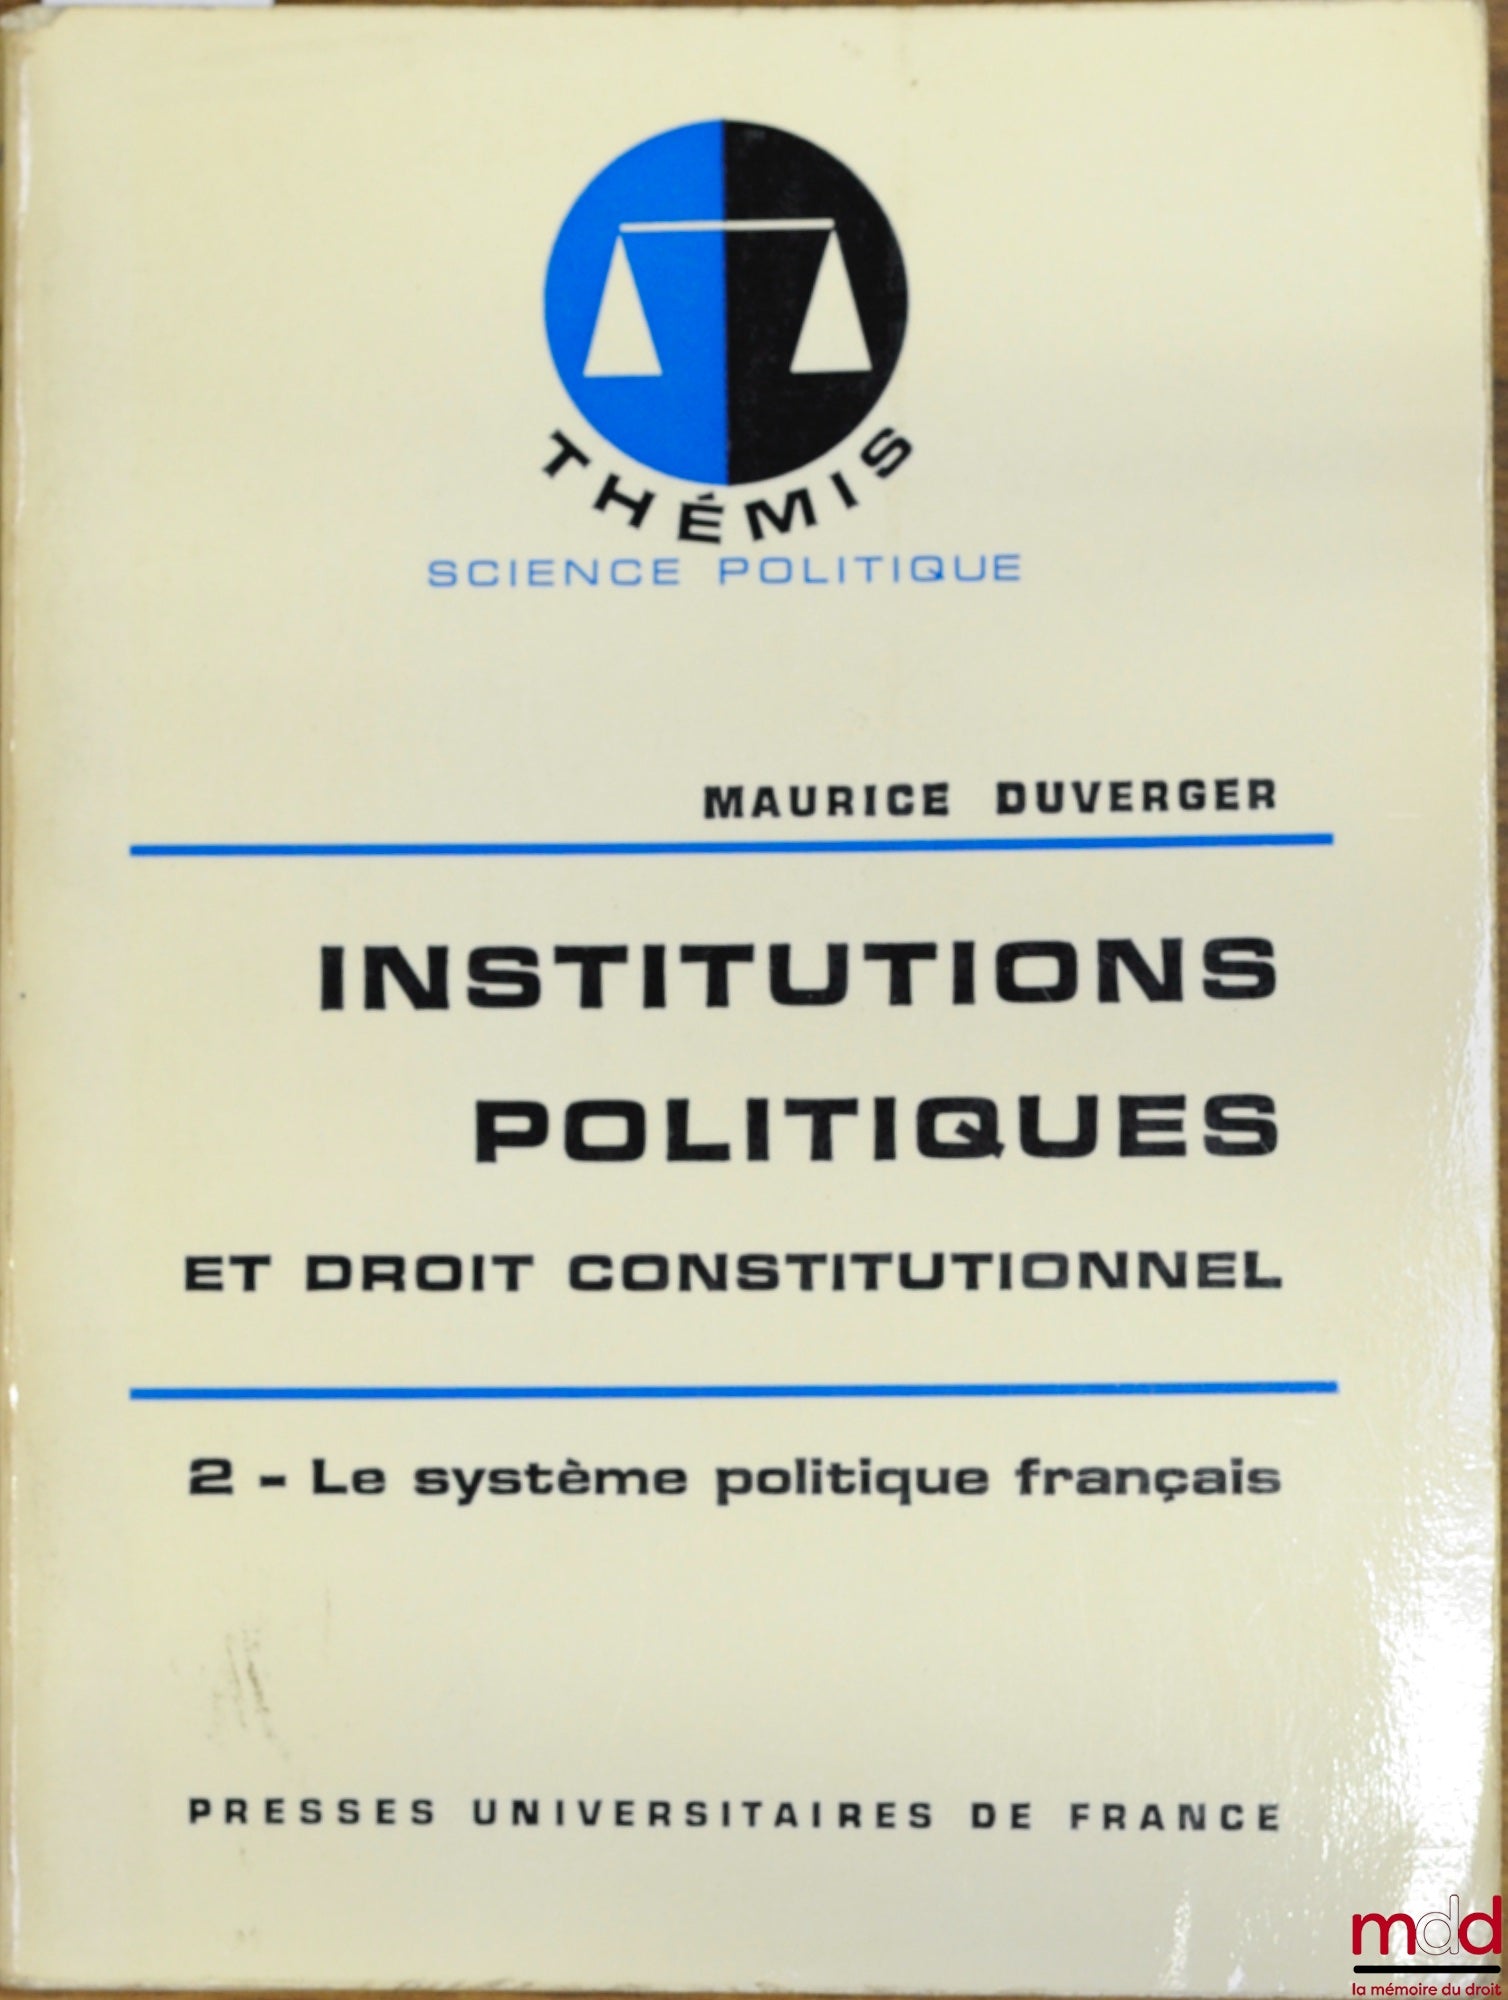 THÉMIS
SCIENCE POLITIQUE
MAURICE DUVERGER
INSTITUTIONS
POLITIQUES
ET DROIT CONSTITUTIONNEL
2 - Le système politique français
PRESSES UNIVERSITAIRES DE FRANCE
mdd
la mémoire du droit